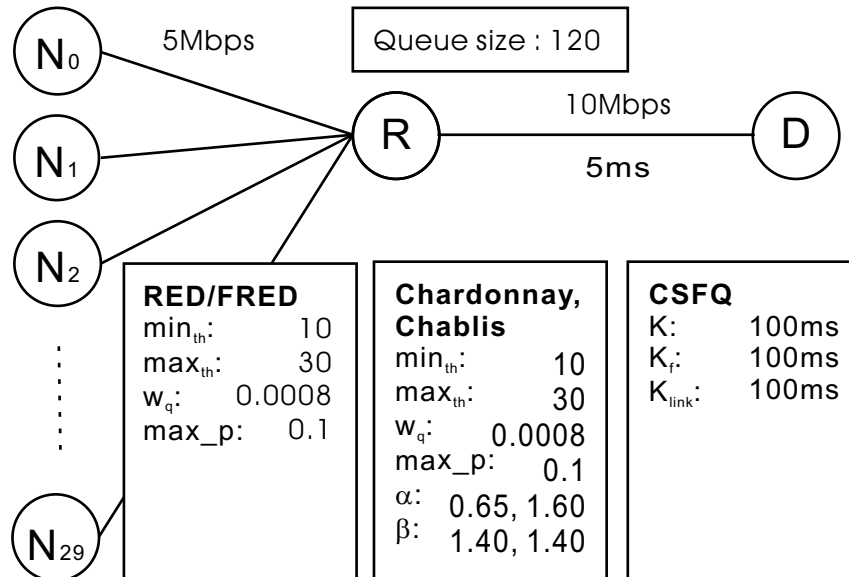 N0
5Mbps
Queue size : 120
N1
R
10Mbps
5ms
D
N2
RED/FRED
minth: 10
maxth: 30
wq: 0.0008
max_p: 0.1
Chardonnay,
Chablis
minth: 10
maxth: 30
wq: 0.0008
max_p: 0.1
α: 0.65, 1.60
β: 1.40, 1.40
CSFQ
K: 100ms
Kf: 100ms
Klink: 100ms
N29